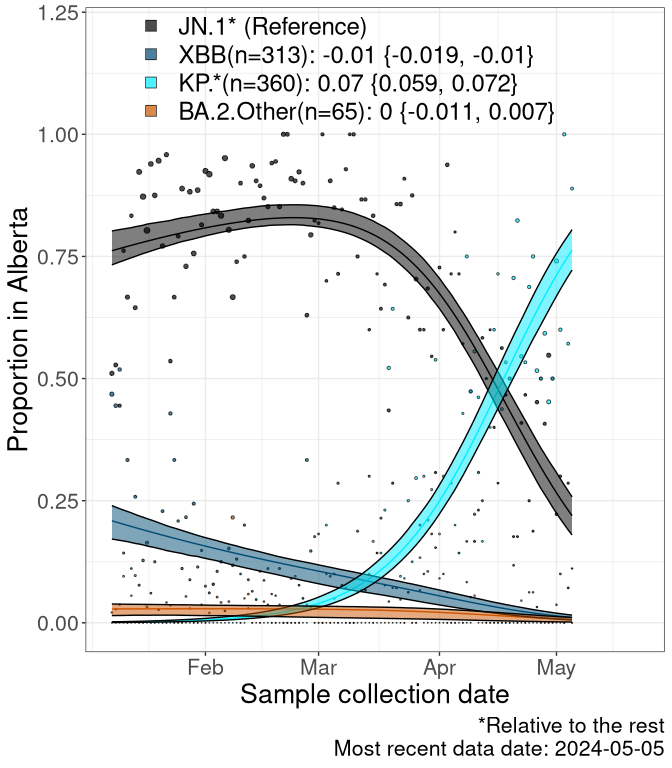 JN.1* (Reference)
XBB(n=313): -0.01 {-0.019, -0.01}
KP.*(n=360): 0.07 {0.059, 0.072}
BA.2.Other(n=65): 0 {-0.011, 0.007}
1.25
1.00
0.75
0.50
0.25
0.00
Proportion in Alberta
Feb Mar Apr May
Sample collection date
*Relative to the rest
Most recent data date: 2024-05-05